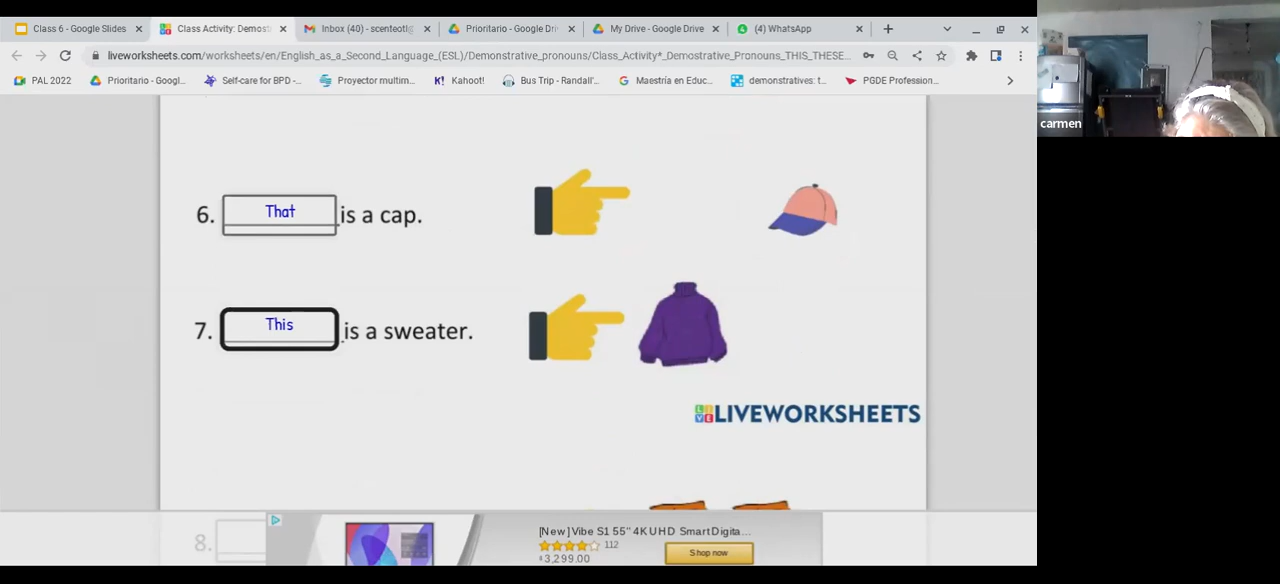 Class 6 - Google Slides
Class Activity: Demost
Inbox (40) - scenteotl@
Prioritario - Google Dri
My Drive - Google Drive
(4) WhatsApp
liveworksheets.com/worksheets/en/English_as_a_Second_Language_(ESL)/Demonstrative_pronouns/Class_Activity*_Demostrative_Pronouns_THIS_THESE...
PAL 2022
Prioritario - Googl...
Self-care for BPD -...
Proyector multim...
Kahoot!
Bus Trip - Randall'...
Maestría en Educ...
demonstratives: t...
PGDE Profession...
carmen
6. That is a cap.
7. This is a sweater.
LIVEWORKSHEETS
8.
[New] Vibe S1 55" 4K UHD Smart Digita...
112
$3,299.00
Shop now